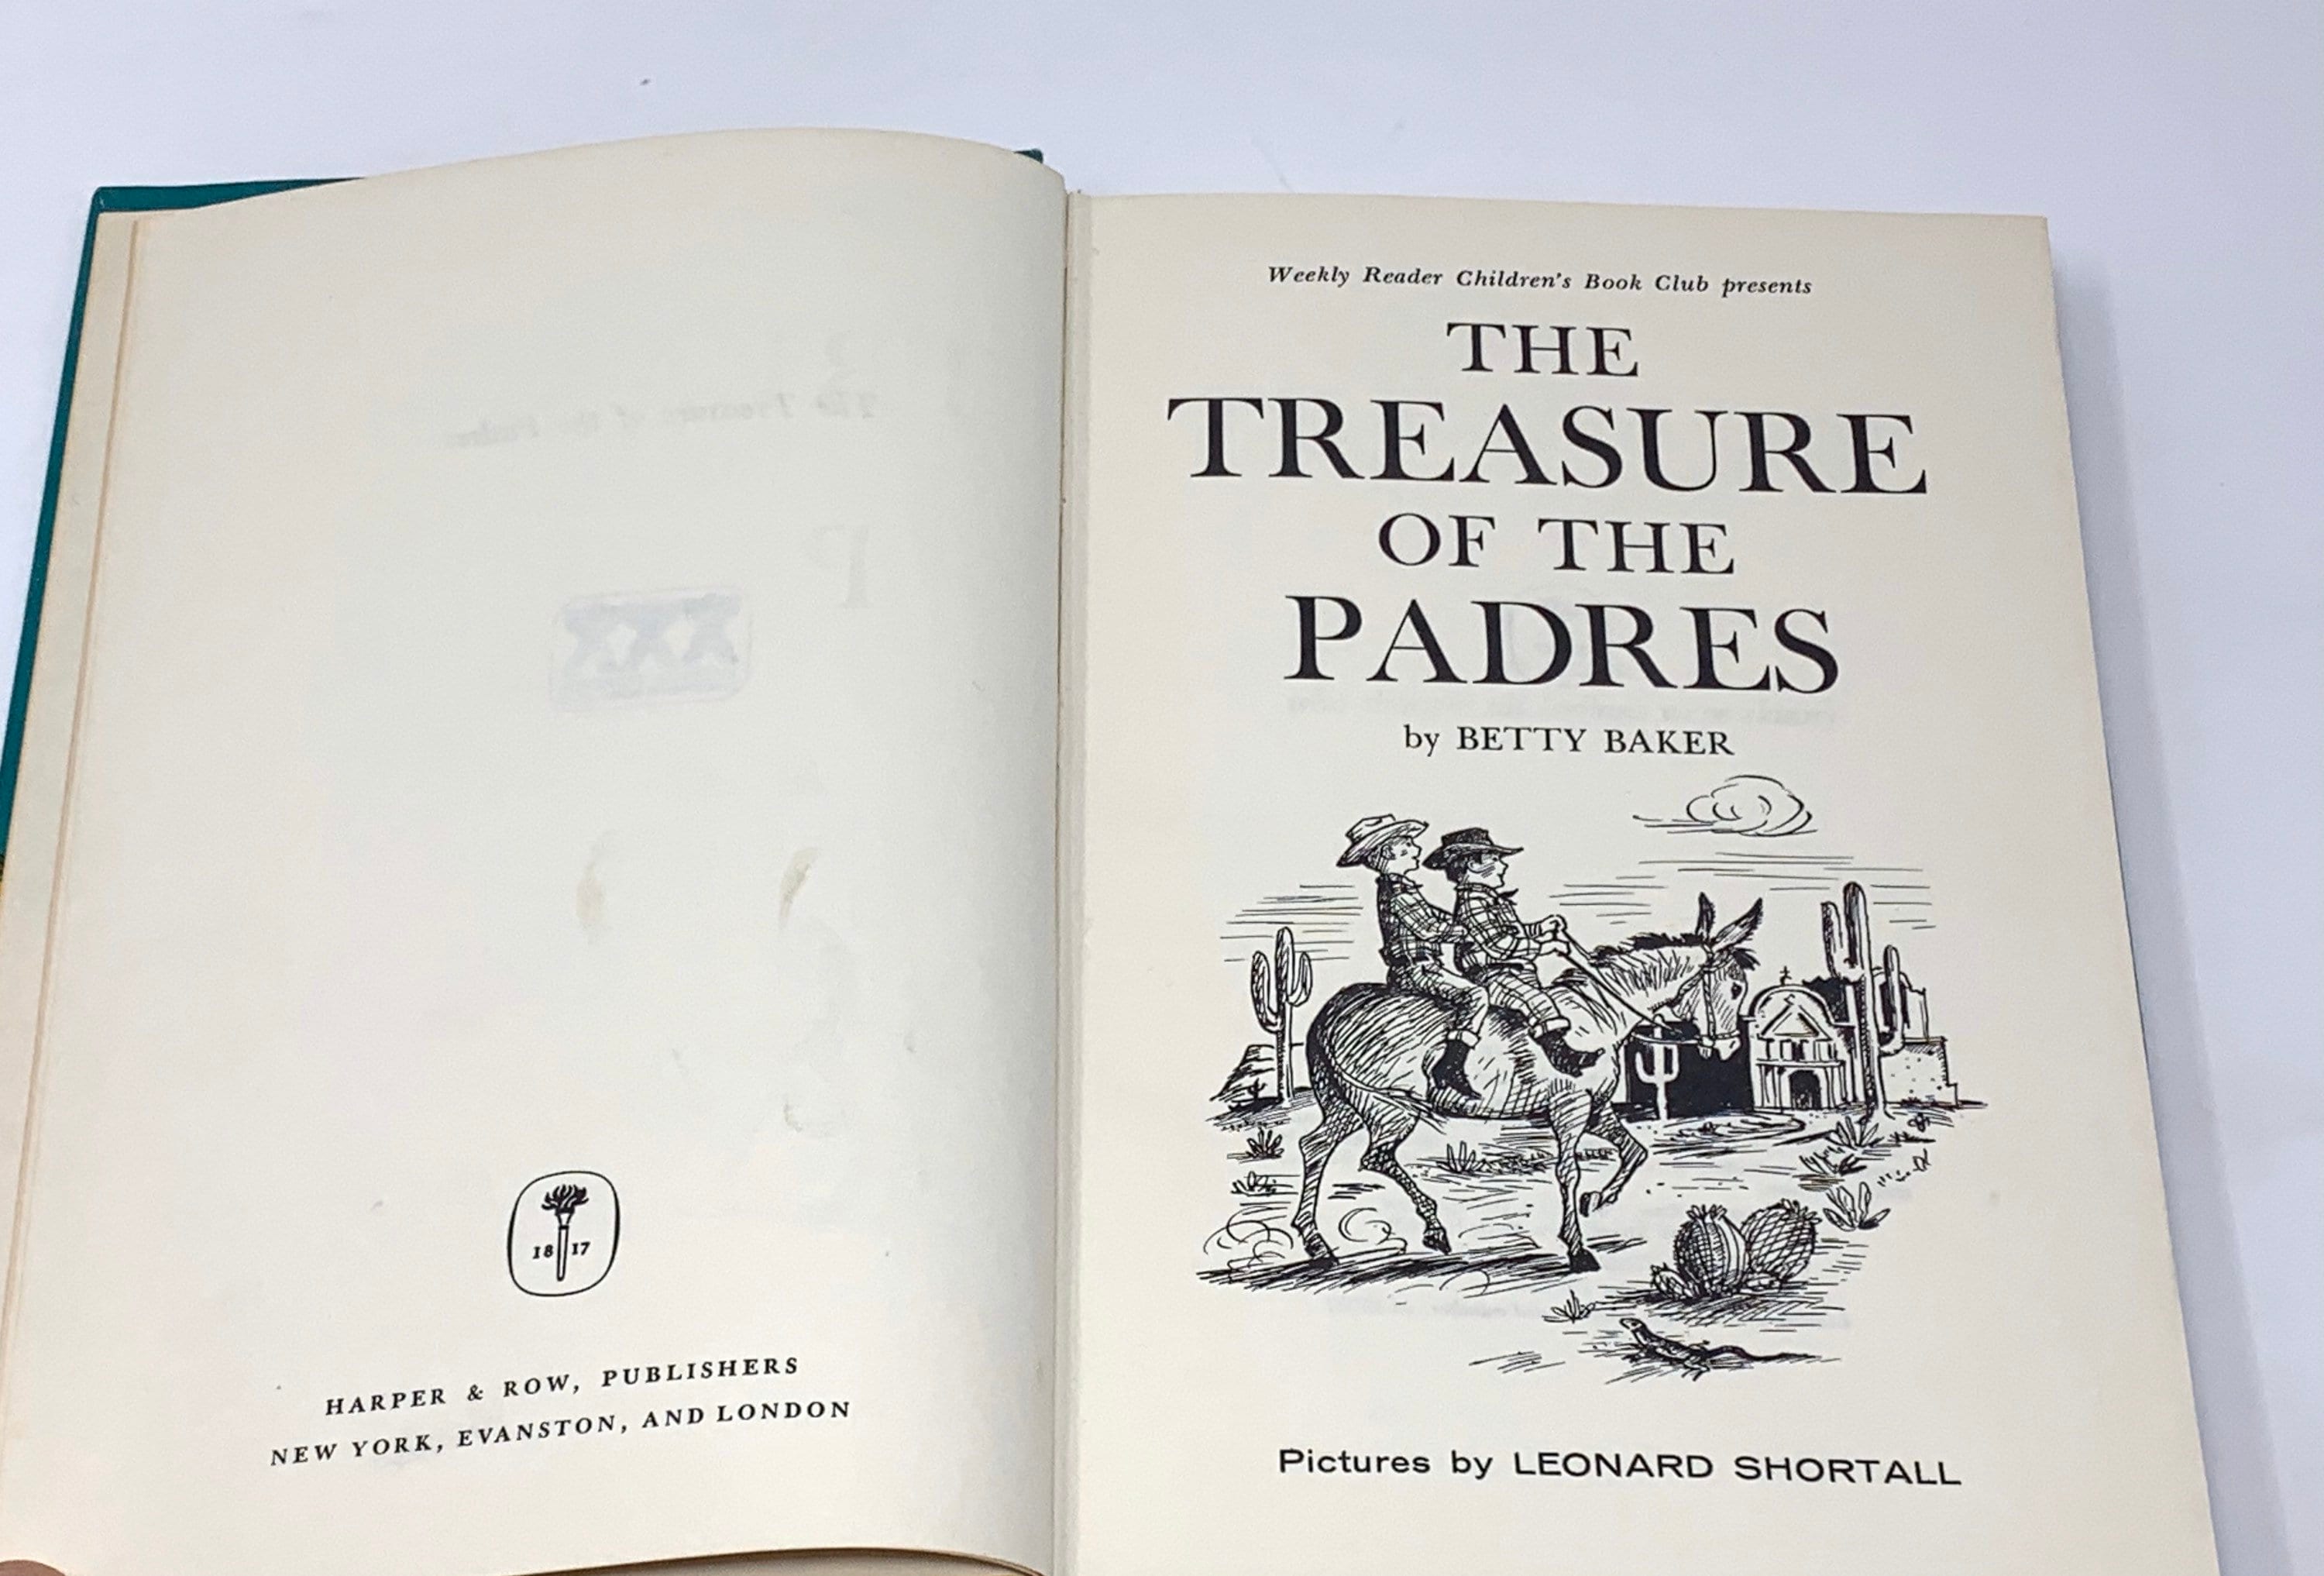 18 17
HARPER & ROW, PUBLISHERS
NEW YORK, EVANSTON, AND LONDON
Weekly Reader Children's Book Club presents
THE
TREASURE
OF THE
PADRES
by BETTY BAKER
Pictures by LEONARD SHORTALL